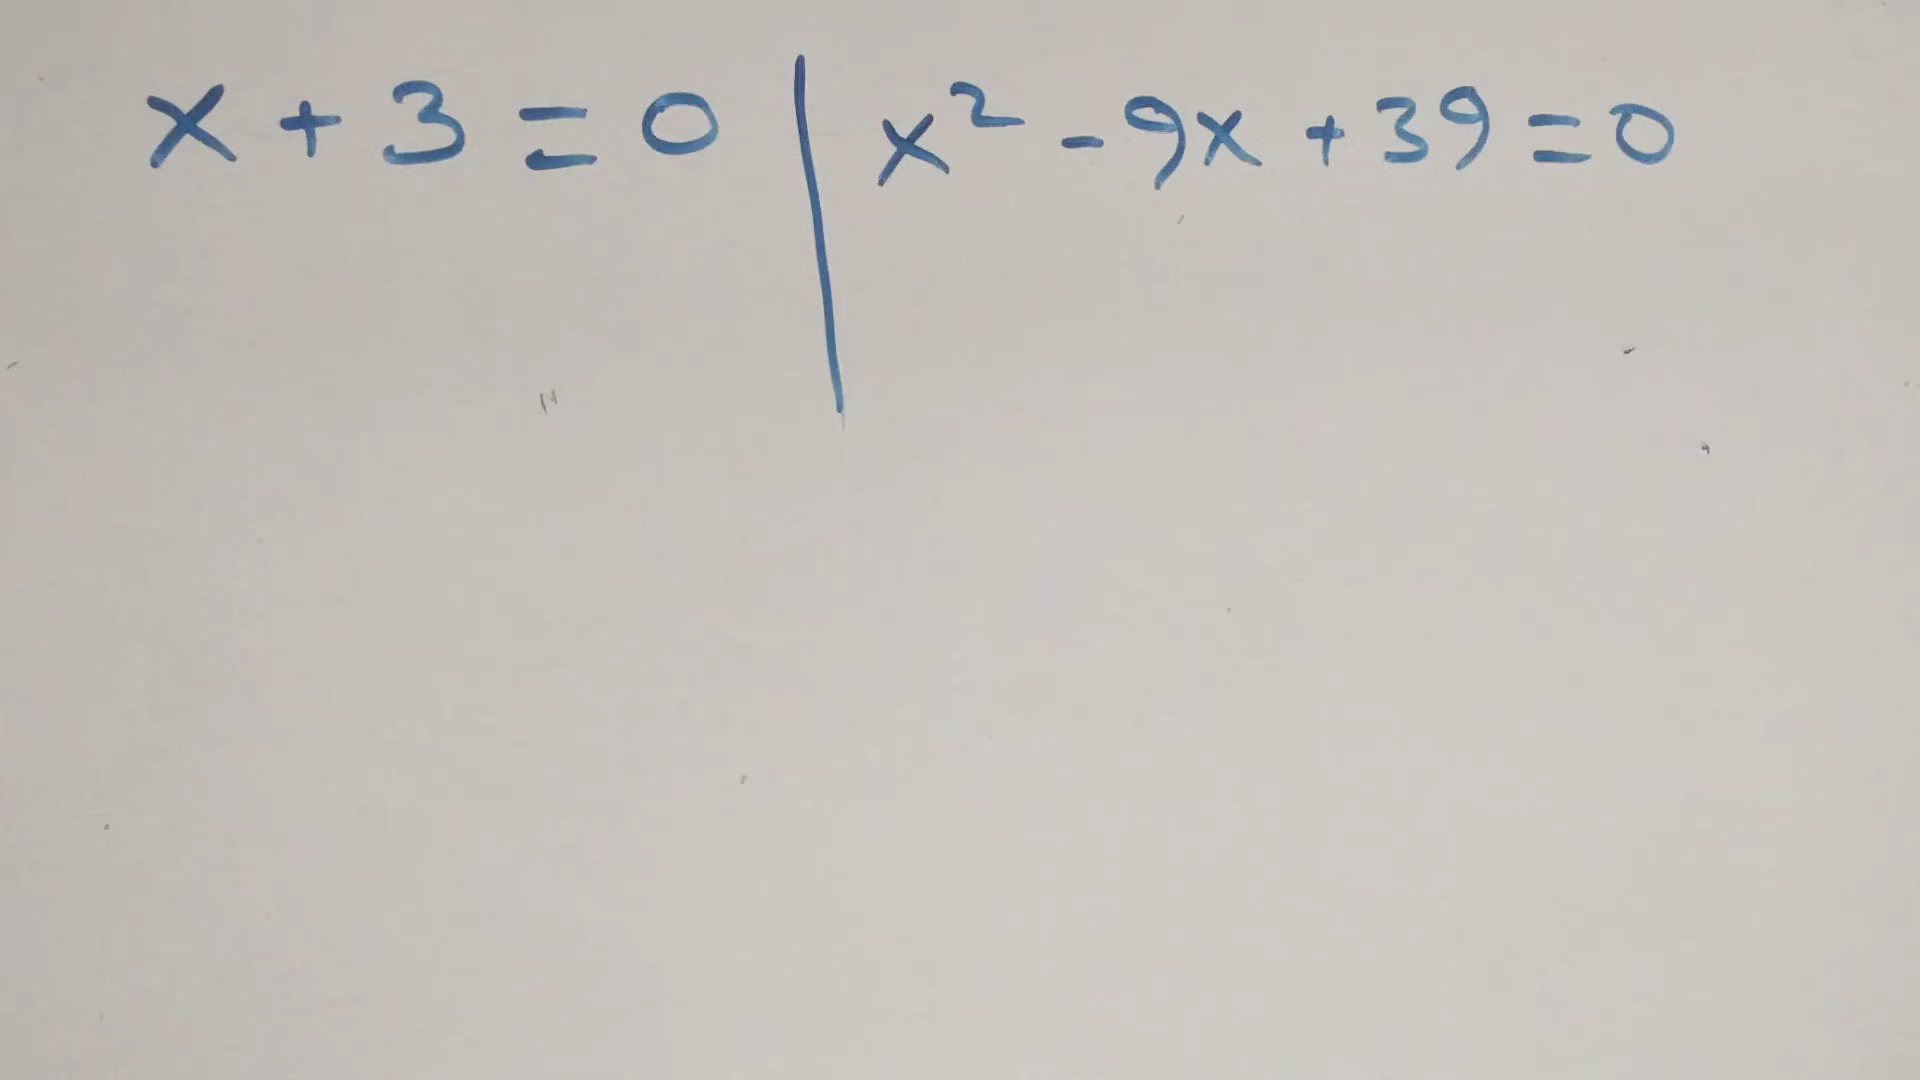 x + 3 = 0 | x² - 9x + 39 = 0